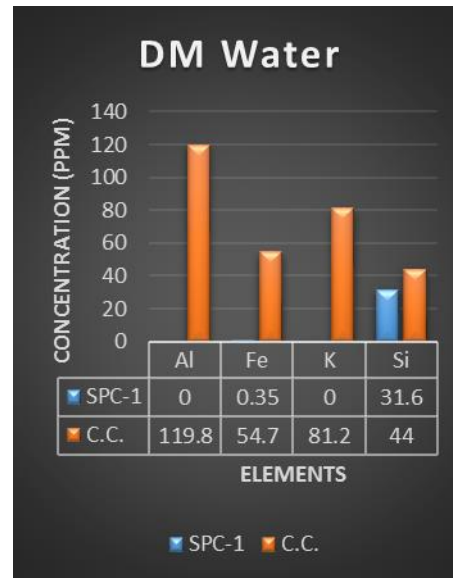 DM Water
CONCENTRATION (PPM)
140
120
100
80
60
40
20
0
Al Fe K Si
SPC-1 0 0.35 0 31.6
C.C. 119.8 54.7 81.2 44
ELEMENTS
SPC-1 C.C.